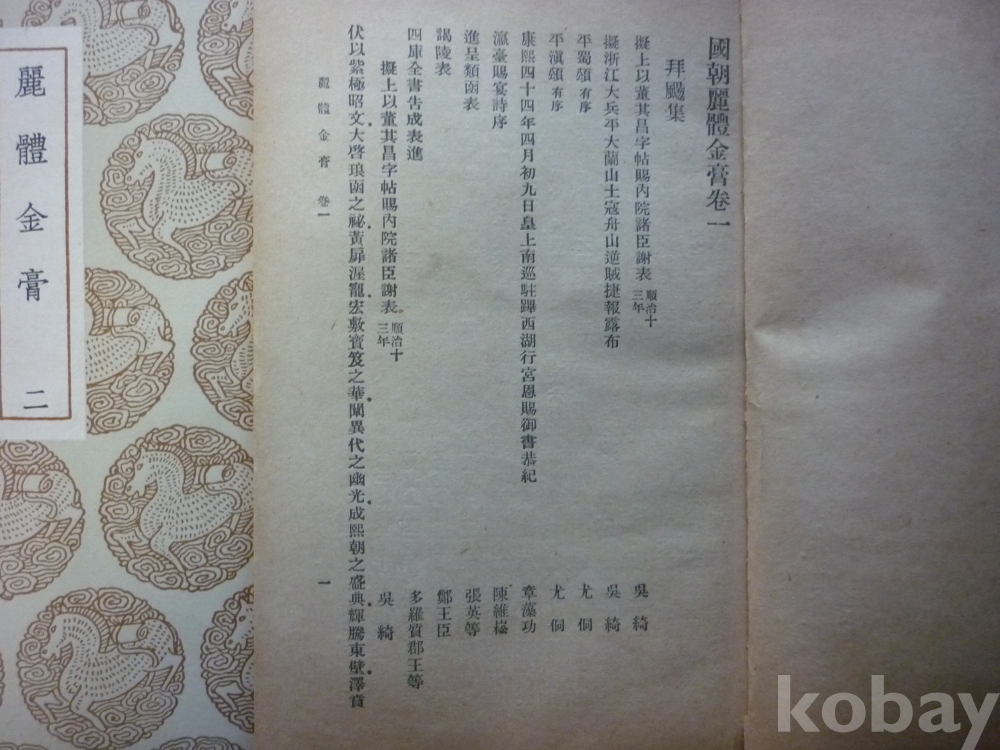 國朝麗體金膏卷一
拜颺集
擬上以董其昌字帖賜內院諸臣謝表 順治十三年 吳綺
擬浙江大兵平大蘭山土寇舟山逆賊捷報露布 吳綺
平蜀頌 有序 尤侗
平滇頌 有序 尤侗
康熙四十四年四月初九日皇上南巡駐蹕西湖行宮恩賜御書恭紀 章藻功
瀛臺賜宴詩序 陳維崧
進呈類函表 張英等
謁陵表 鄭王臣
四庫全書告成表進 多羅質郡王等
擬上以董其昌字帖賜內院諸臣謝表 順治十三年 吳綺
伏以紫極昭文大啓琅函之祕黃扉渥寵宏敷寶笈之華闡異代之幽光成熙朝之盛典輝騰東壁澤賁
麗體金膏 卷一 一
麗體金膏 二
kobay